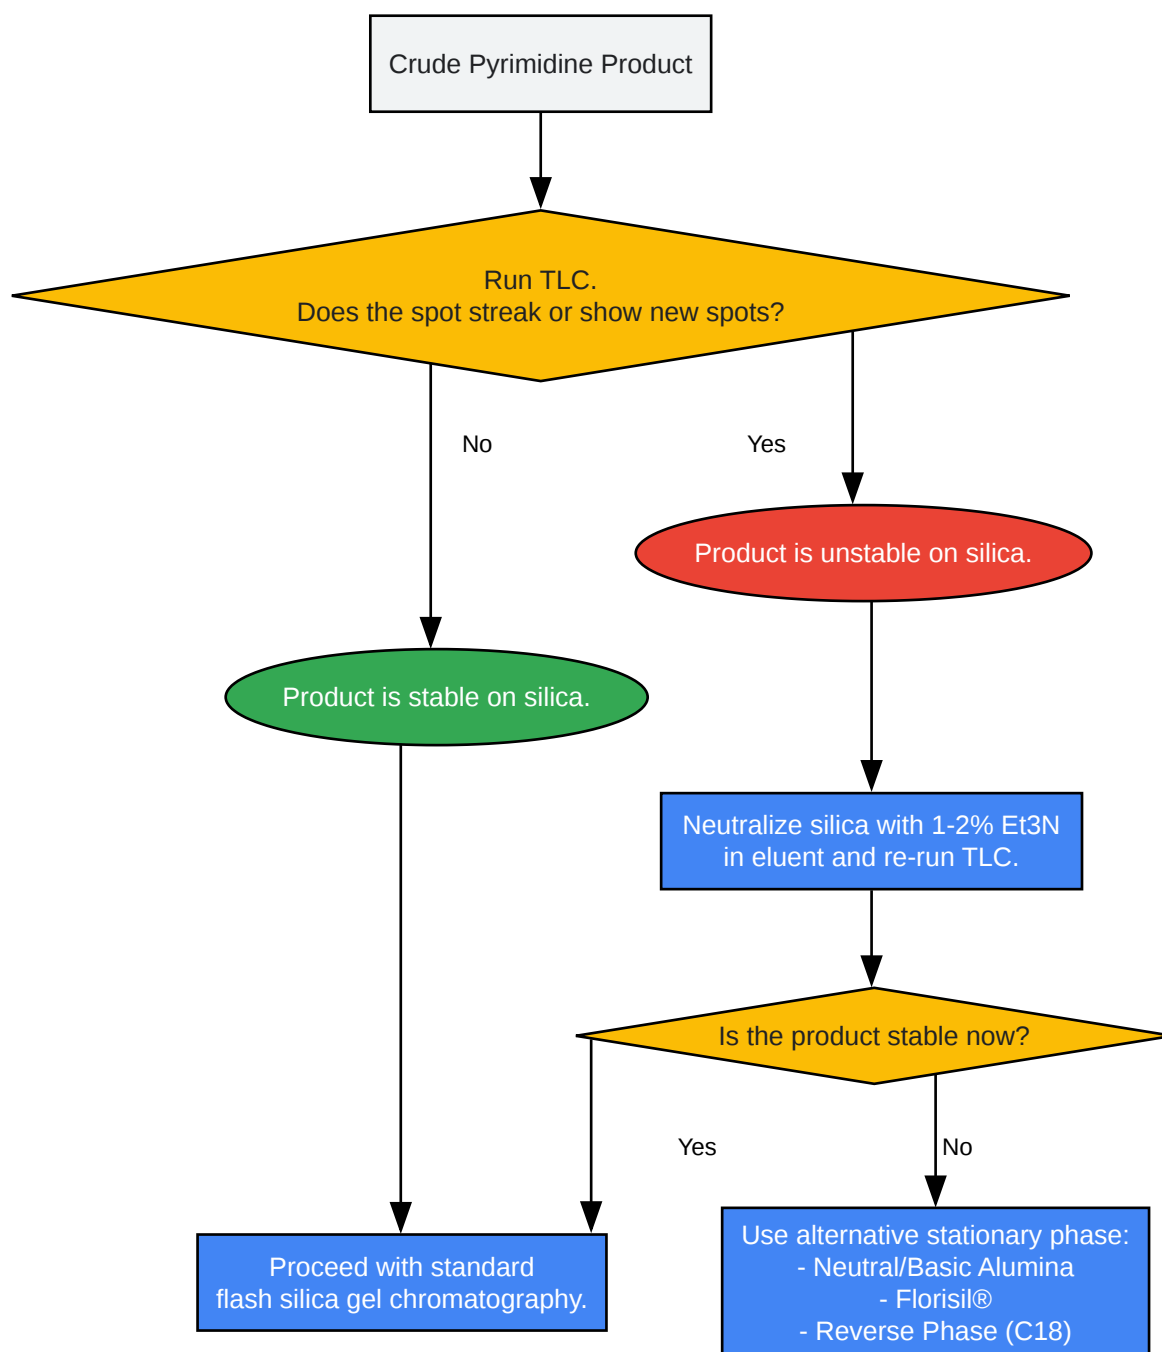 Crude Pyrimidine Product
Run TLC.
Does the spot streak or show new spots?
No
Yes
Product is unstable on silica.
Product is stable on silica.
Neutralize silica with 1-2% Et3N
in eluent and re-run TLC.
Is the product stable now?
Yes
No
Proceed with standard
flash silica gel chromatography.
Use alternative stationary phase:
- Neutral/Basic Alumina
- Florisil®
- Reverse Phase (C18)